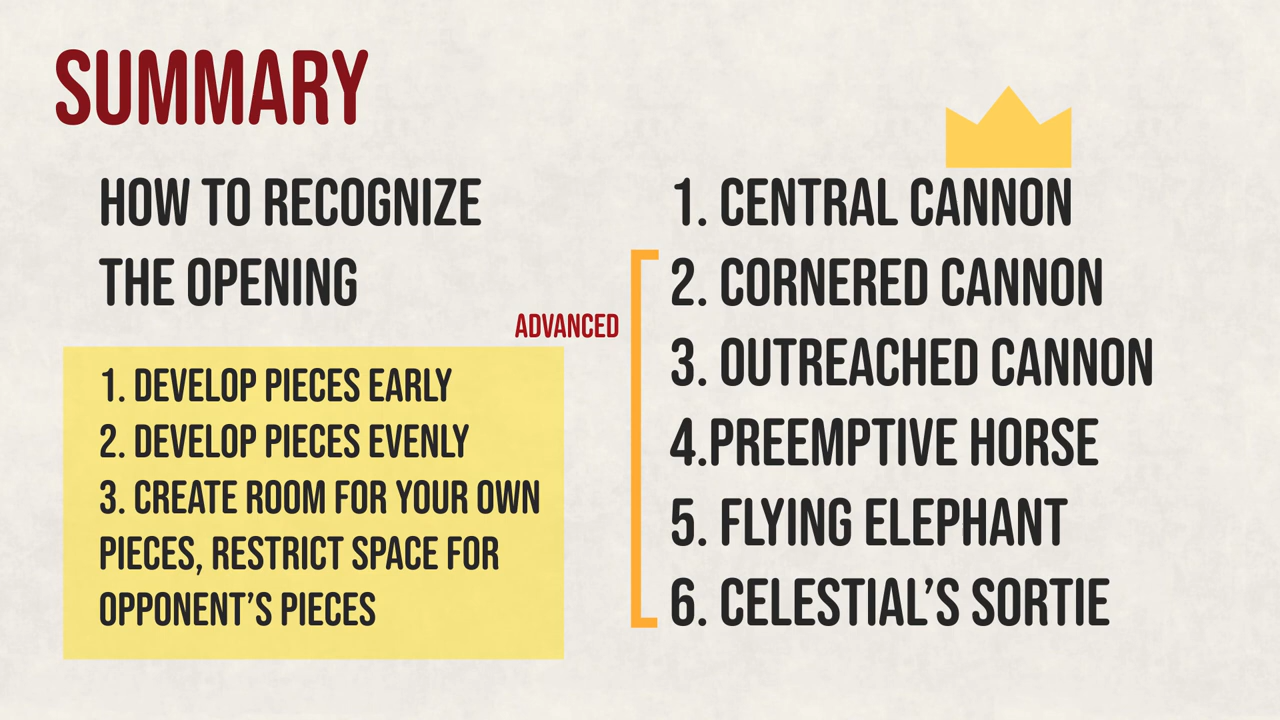 SUMMARY
HOW TO RECOGNIZE
THE OPENING
1. DEVELOP PIECES EARLY
2. DEVELOP PIECES EVENLY
3. CREATE ROOM FOR YOUR OWN
PIECES, RESTRICT SPACE FOR
OPPONENT'S PIECES
ADVANCED
1. CENTRAL CANNON
2. CORNERED CANNON
3. OUTREACHED CANNON
4.PREEMPTIVE HORSE
5. FLYING ELEPHANT
6. CELESTIAL'S SORTIE